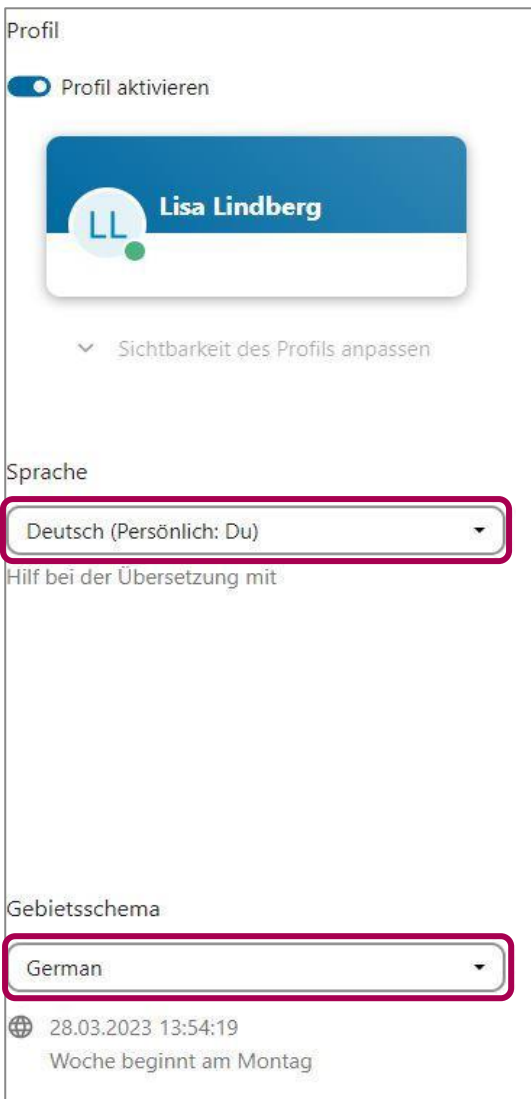 Profil
Profil aktivieren
Lisa Lindberg
LL
Sichtbarkeit des Profils anpassen
Sprache
Deutsch (Persönlich: Du)
Hilf bei der Übersetzung mit
Gebietsschema
German
28.03.2023 13:54:19
Woche beginnt am Montag